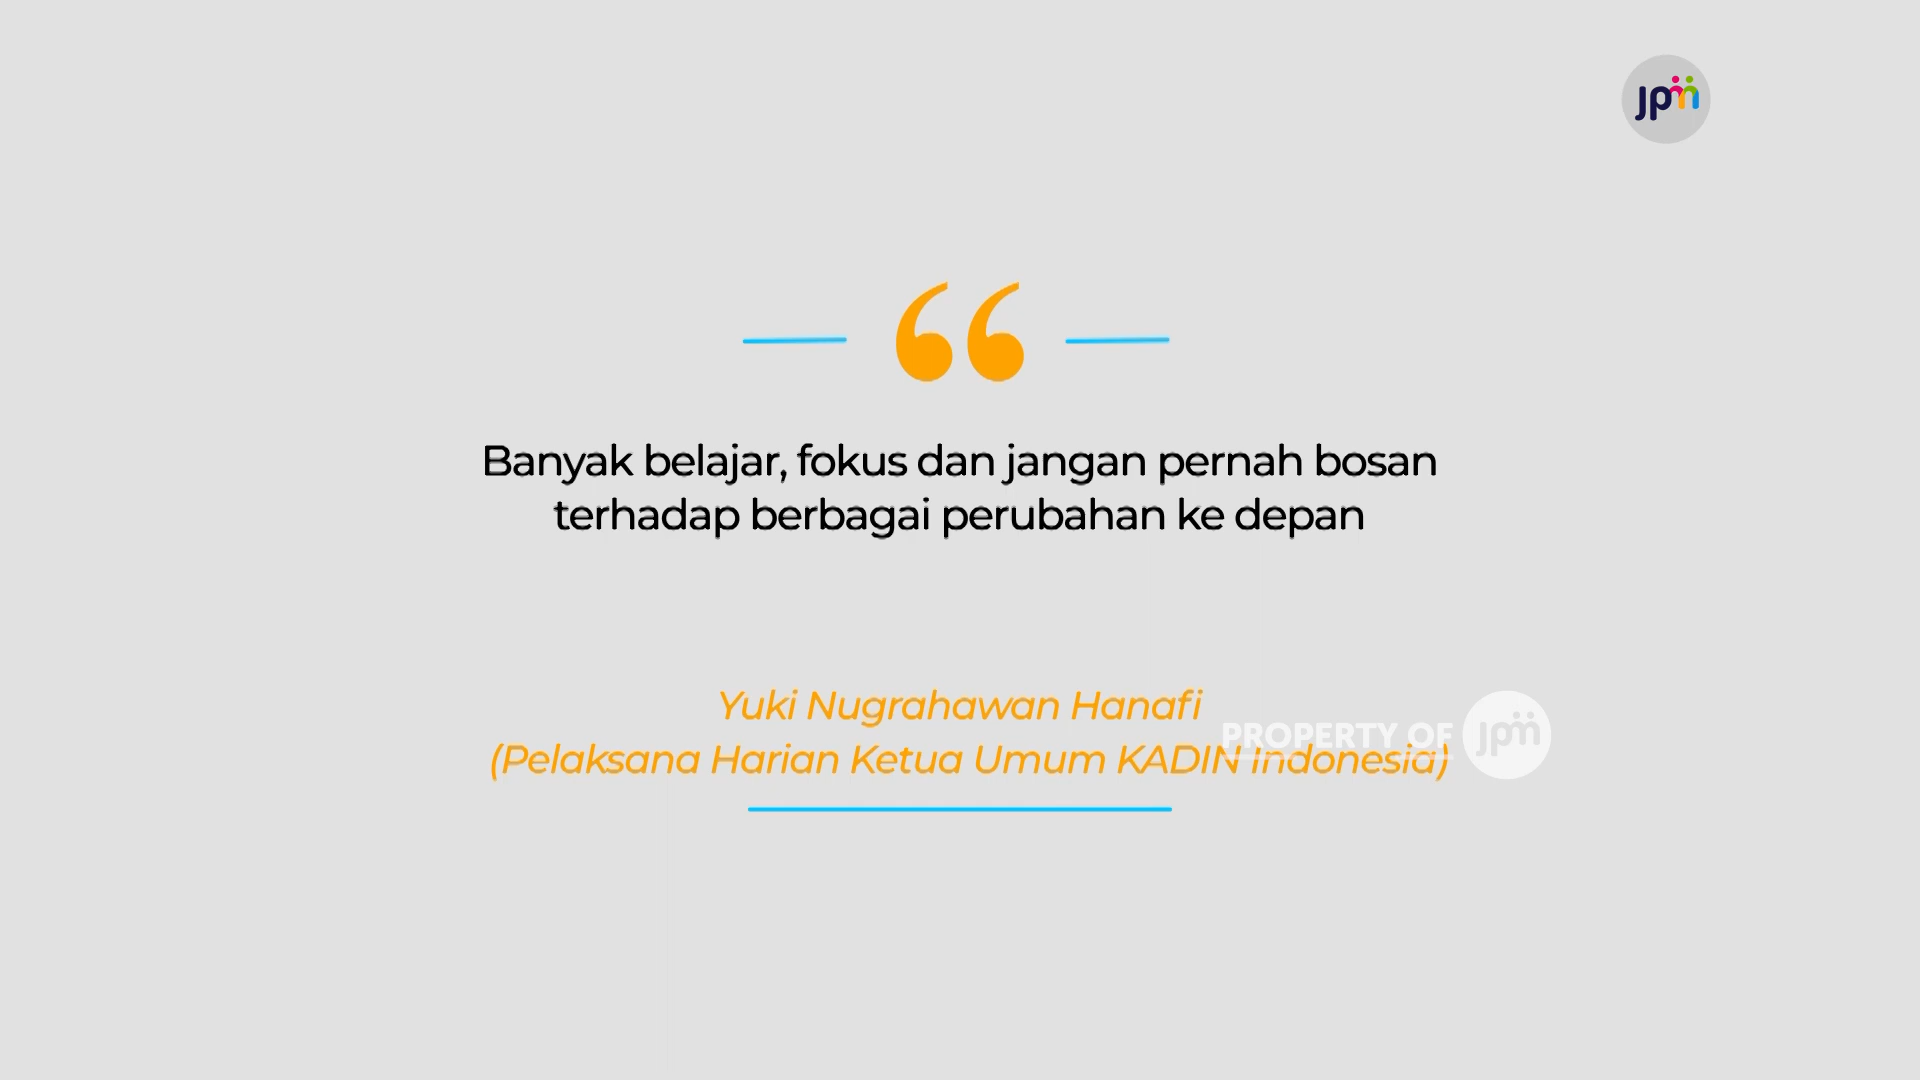 jpm
Banyak belajar, fokus dan jangan pernah bosan
terhadap berbagai perubahan ke depan
Yuki Nugrahawan Hanafi
PROPERTY OF jpm
(Pelaksana Harian Ketua Umum KADIN Indonesia)